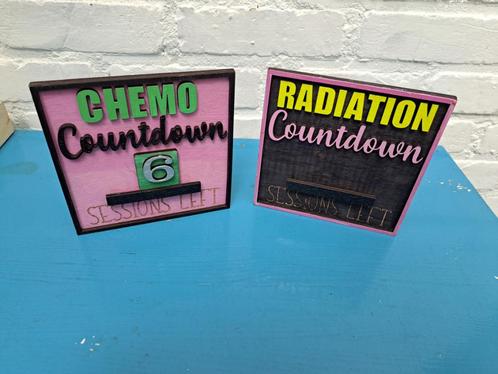 CHEMO
Countdown
6
SESSIONS LEFT
RADIATION
Countdown
SESSIONS LEFT